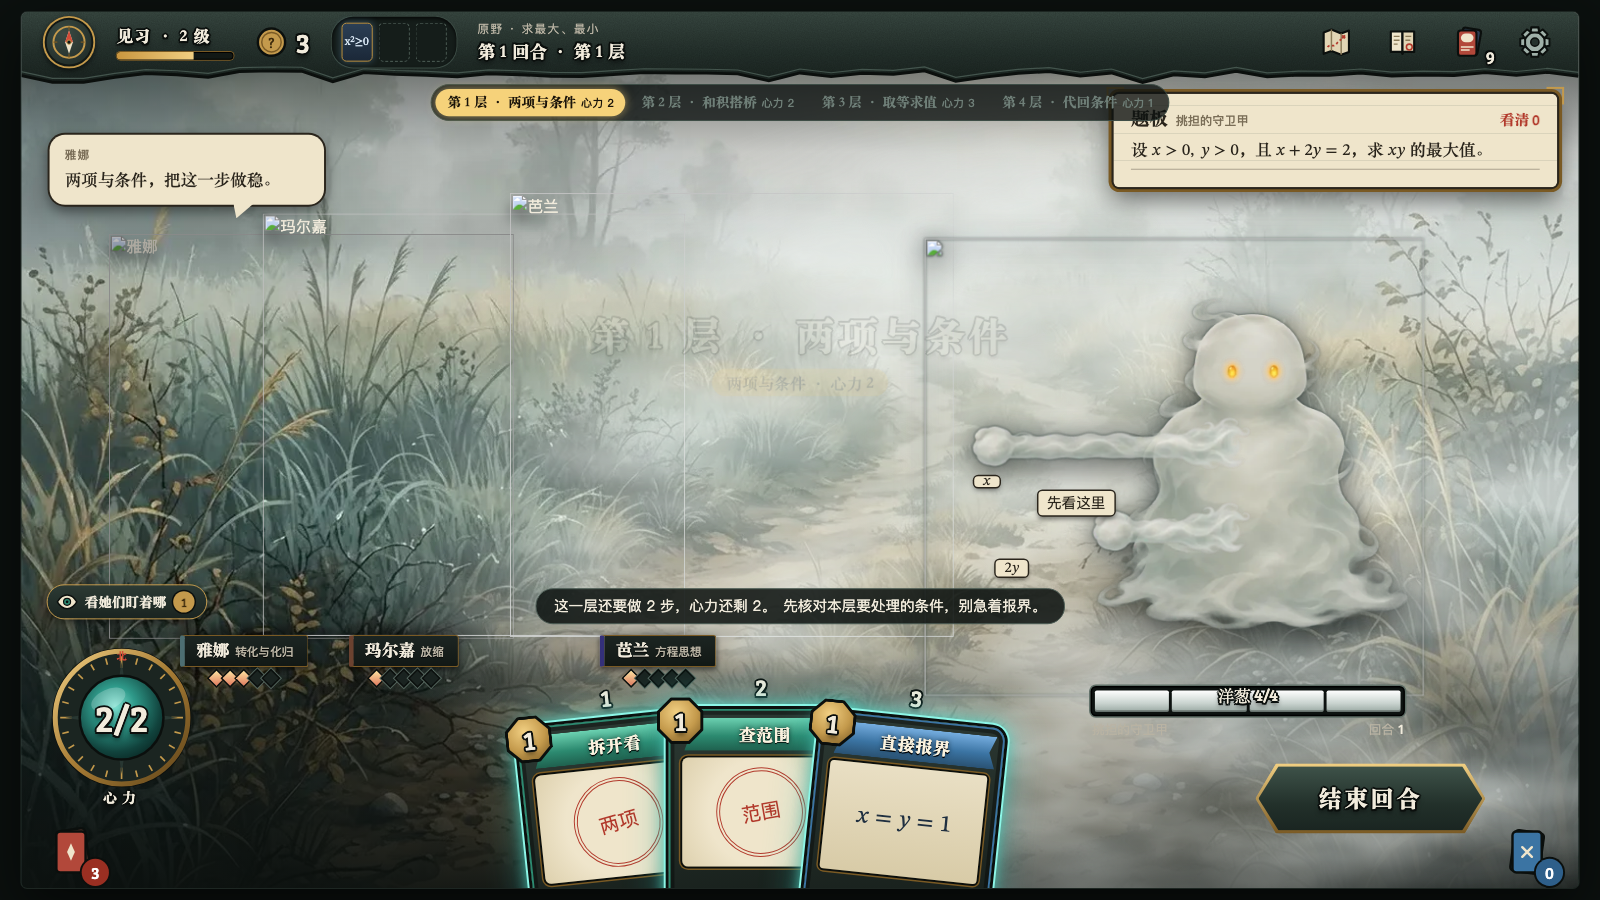 见习 · 2 级
? 3
x²≥0
原野 · 求最大、最小
第 1 回合 · 第 1 层
9
第 1 层 · 两项与条件 心力 2
第 2 层 · 和积搭桥 心力 2
第 3 层 · 取等求值 心力 3
第 4 层 · 代回条件 心力 1
题板 挑担的守卫甲
看清 0
设 x > 0, y > 0，且 x + 2y = 2，求 xy 的最大值。
雅娜
两项与条件，把这一步做稳。
雅娜
玛尔嘉
芭兰
第 1 层 · 两项与条件
两项与条件 · 心力 2
x
先看这里
2y
看她们盯着哪 1
这一层还要做 2 步，心力还剩 2。 先核对本层要处理的条件，别急着报界。
雅娜 转化与化归
玛尔嘉 放缩
芭兰 方程思想
2/2
心力
1
2
3
1 拆开看
两项
1 查范围
范围
1 直接报界
x = y = 1
洋葱 4/4
回合 1
结束回合
3
0